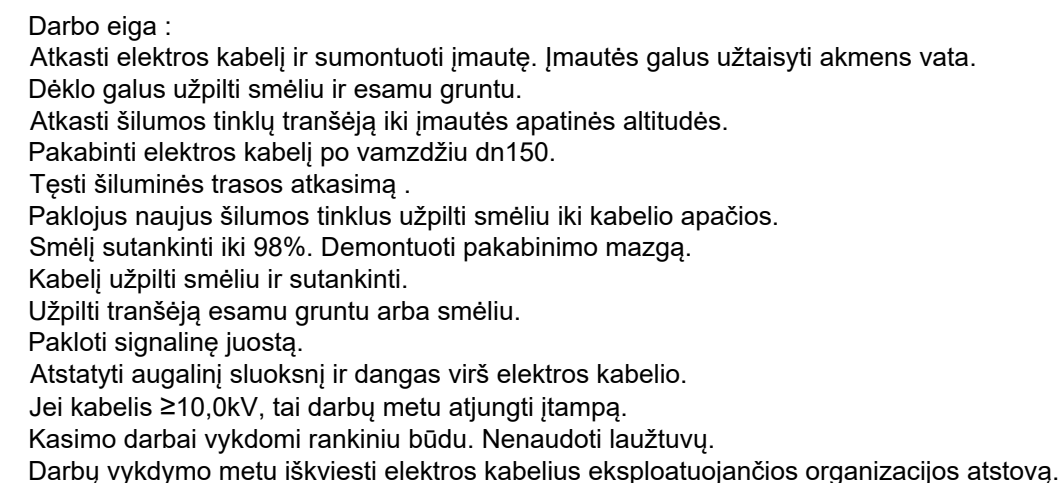 Darbo eiga :
Atkasti elektros kabelį ir sumontuoti įmautę. Įmautės galus užtaisyti akmens vata.
Dėklo galus užpilti smėliu ir esamu gruntu.
Atkasti šilumos tinklų tranšėją iki įmautės apatinės altitudės.
Pakabinti elektros kabelį po vamzdžiu dn150.
Tęsti šiluminės trasos atkasimą .
Paklojus naujus šilumos tinklus užpilti smėliu iki kabelio apačios.
Smėlį sutankinti iki 98%. Demontuoti pakabinimo mazgą.
Kabelį užpilti smėliu ir sutankinti.
Užpilti tranšėją esamu gruntu arba smėliu.
Pakloti signalinę juostą.
Atstatyti augalinį sluoksnį ir dangas virš elektros kabelio.
Jei kabelis ≥10,0kV, tai darbų metu atjungti įtampą.
Kasimo darbai vykdomi rankiniu būdu. Nenaudoti laužtuvų.
Darbų vykdymo metu iškviesti elektros kabelius eksploatuojančios organizacijos atstovą.